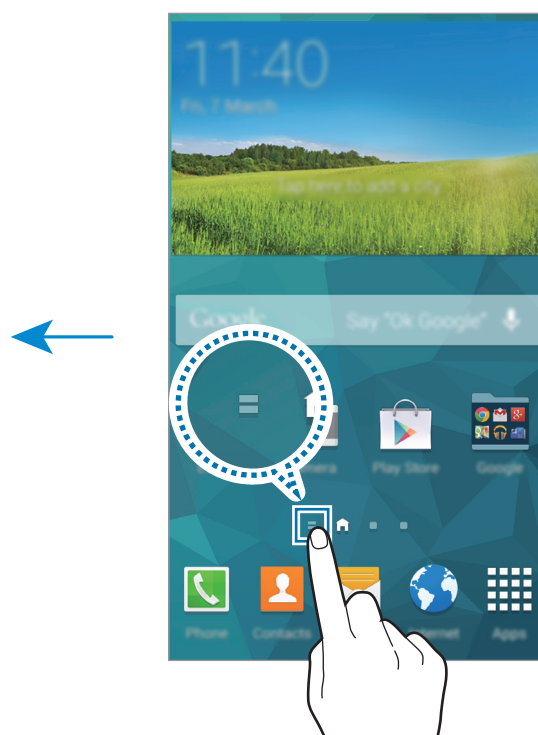 11:40
Fri, 7 March
Tap here to add a city
Google Say "Ok Google"
Play Store Google
Phone Contacts Internet Apps